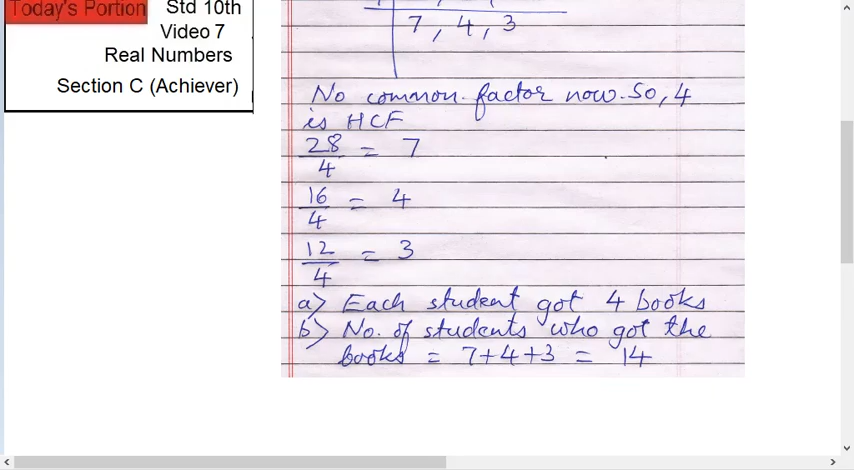 Today's Portion
Std 10th
Video 7
Real Numbers
Section C (Achiever)
7, 4, 3
No common factor now. So, 4
is HCF
28/4 = 7
16/4 = 4
12/4 = 3
a) Each student got 4 books
b) No. of students who got the
books = 7+4+3 = 14